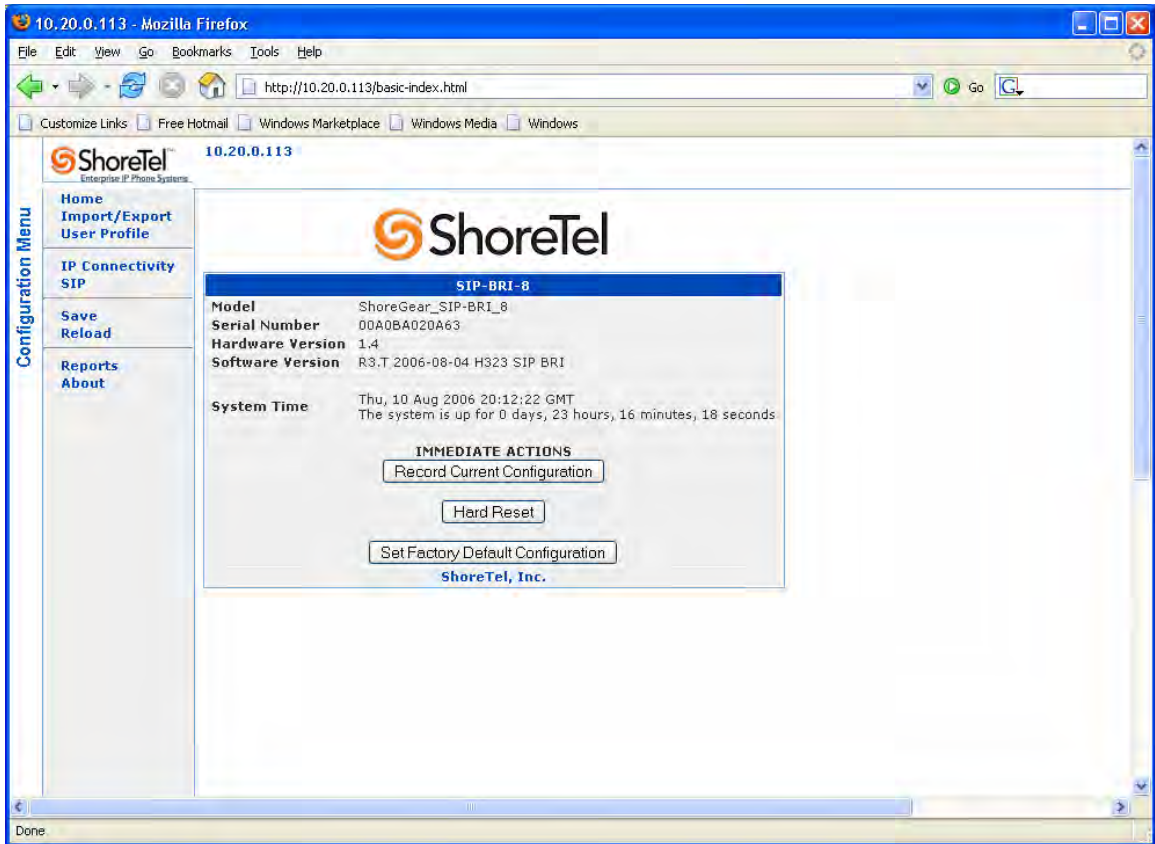 10.20.0.113 - Mozilla Firefox
File Edit View Go Bookmarks Tools Help
http://10.20.0.113/basic-index.html
Go
G
Customize Links Free Hotmail Windows Marketplace Windows Media Windows
Configuration Menu
ShoreTel™
Enterprise IP Phone Systems
10.20.0.113
Home
Import/Export
User Profile
IP Connectivity
SIP
Save
Reload
Reports
About
ShoreTel
SIP-BRI-8
Model ShoreGear_SIP-BRI_8
Serial Number 00A0BA020A63
Hardware Version 1.4
Software Version R3.T 2006-08-04 H323 SIP BRI
System Time Thu, 10 Aug 2006 20:12:22 GMT
The system is up for 0 days, 23 hours, 16 minutes, 18 seconds
IMMEDIATE ACTIONS
Record Current Configuration
Hard Reset
Set Factory Default Configuration
ShoreTel, Inc.
Done